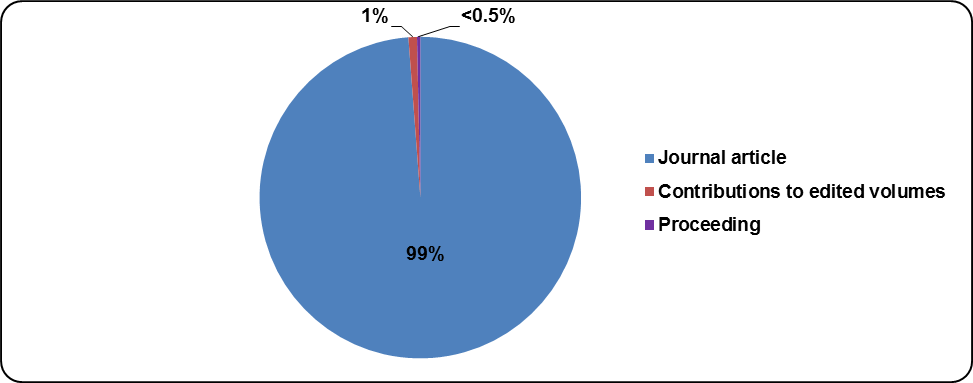 1%
<0.5%
Journal article
Contributions to edited volumes
Proceeding
99%